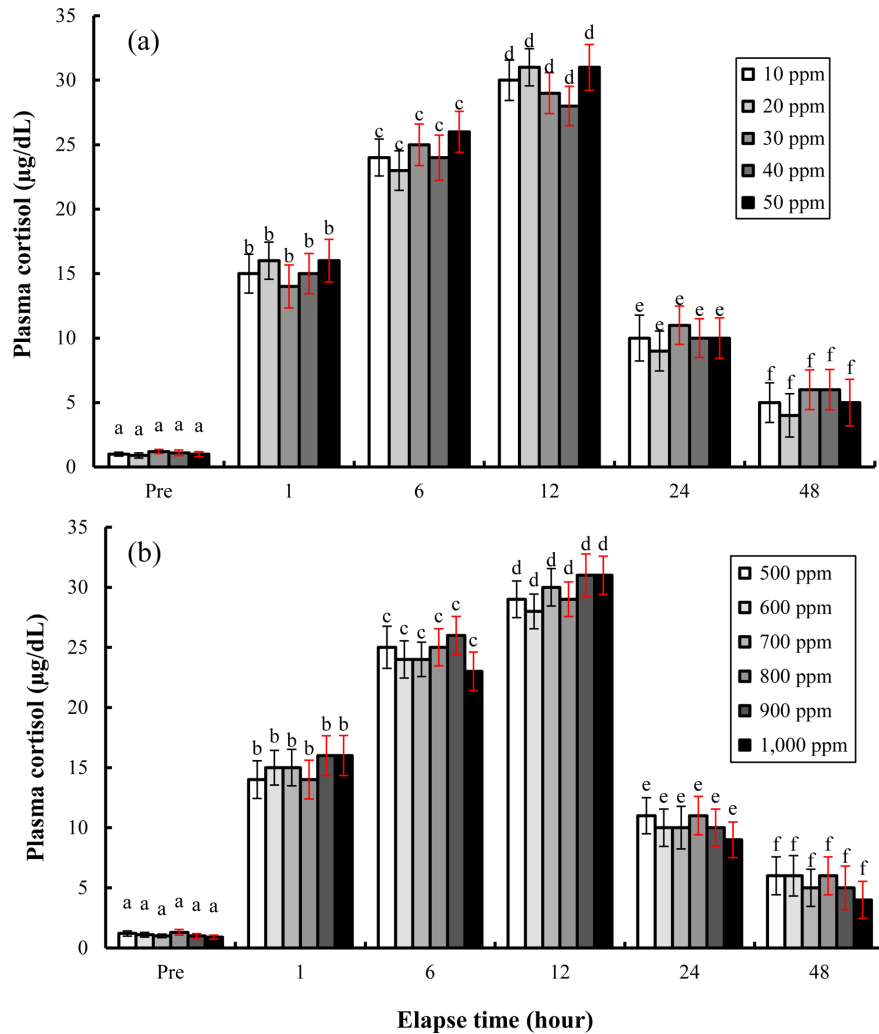 (a)
35
30
25
20
15
10
5
0
Plasma cortisol (µg/dL)
10 ppm
20 ppm
30 ppm
40 ppm
50 ppm
a a a a a
b b b b b
c c c c c
d d d d d
e e e e e
f f f f f
Pre 1 6 12 24 48
(b)
35
30
25
20
15
10
5
0
Plasma cortisol (µg/dL)
500 ppm
600 ppm
700 ppm
800 ppm
900 ppm
1,000 ppm
a a a a a a
b b b b b b
c c c c c c
d d d d d d
e e e e e e
f f f f f f
Pre 1 6 12 24 48
Elapse time (hour)